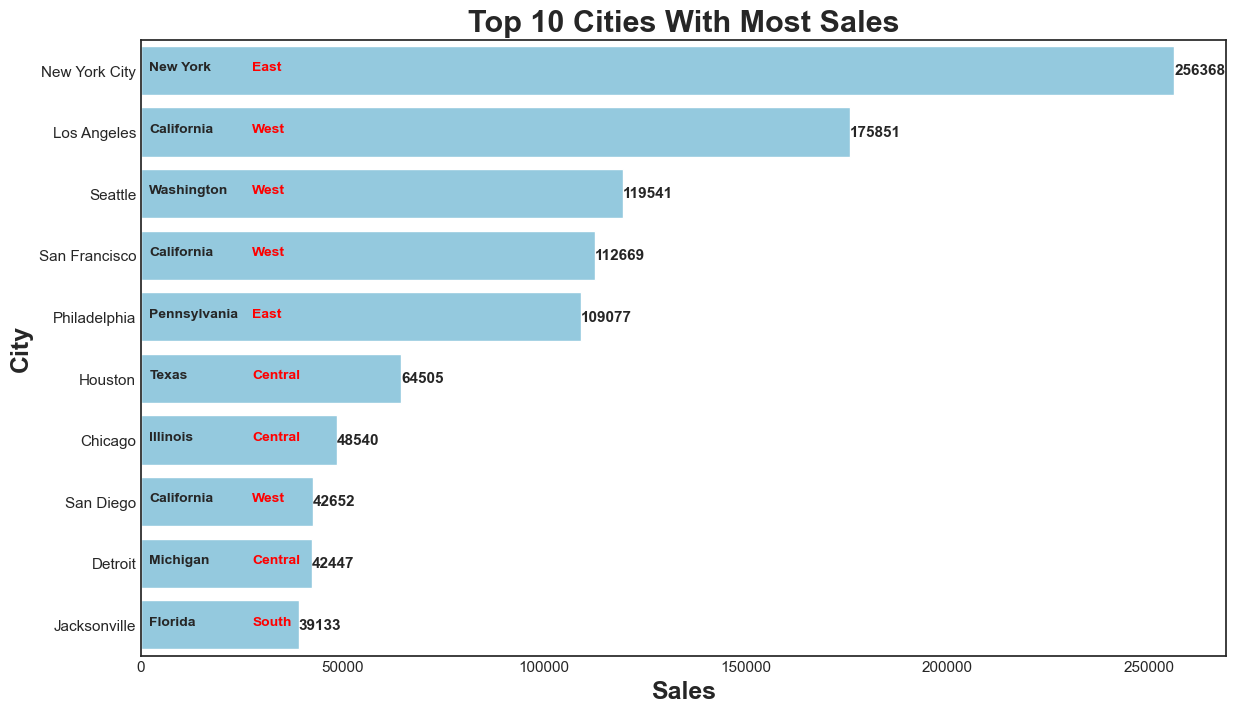 Top 10 Cities With Most Sales
New York City New York East 256368
Los Angeles California West 175851
Seattle Washington West 119541
San Francisco California West 112669
Philadelphia Pennsylvania East 109077
Houston Texas Central 64505
Chicago Illinois Central 48540
San Diego California West 42652
Detroit Michigan Central 42447
Jacksonville Florida South 39133
City
0 50000 100000 150000 200000 250000
Sales